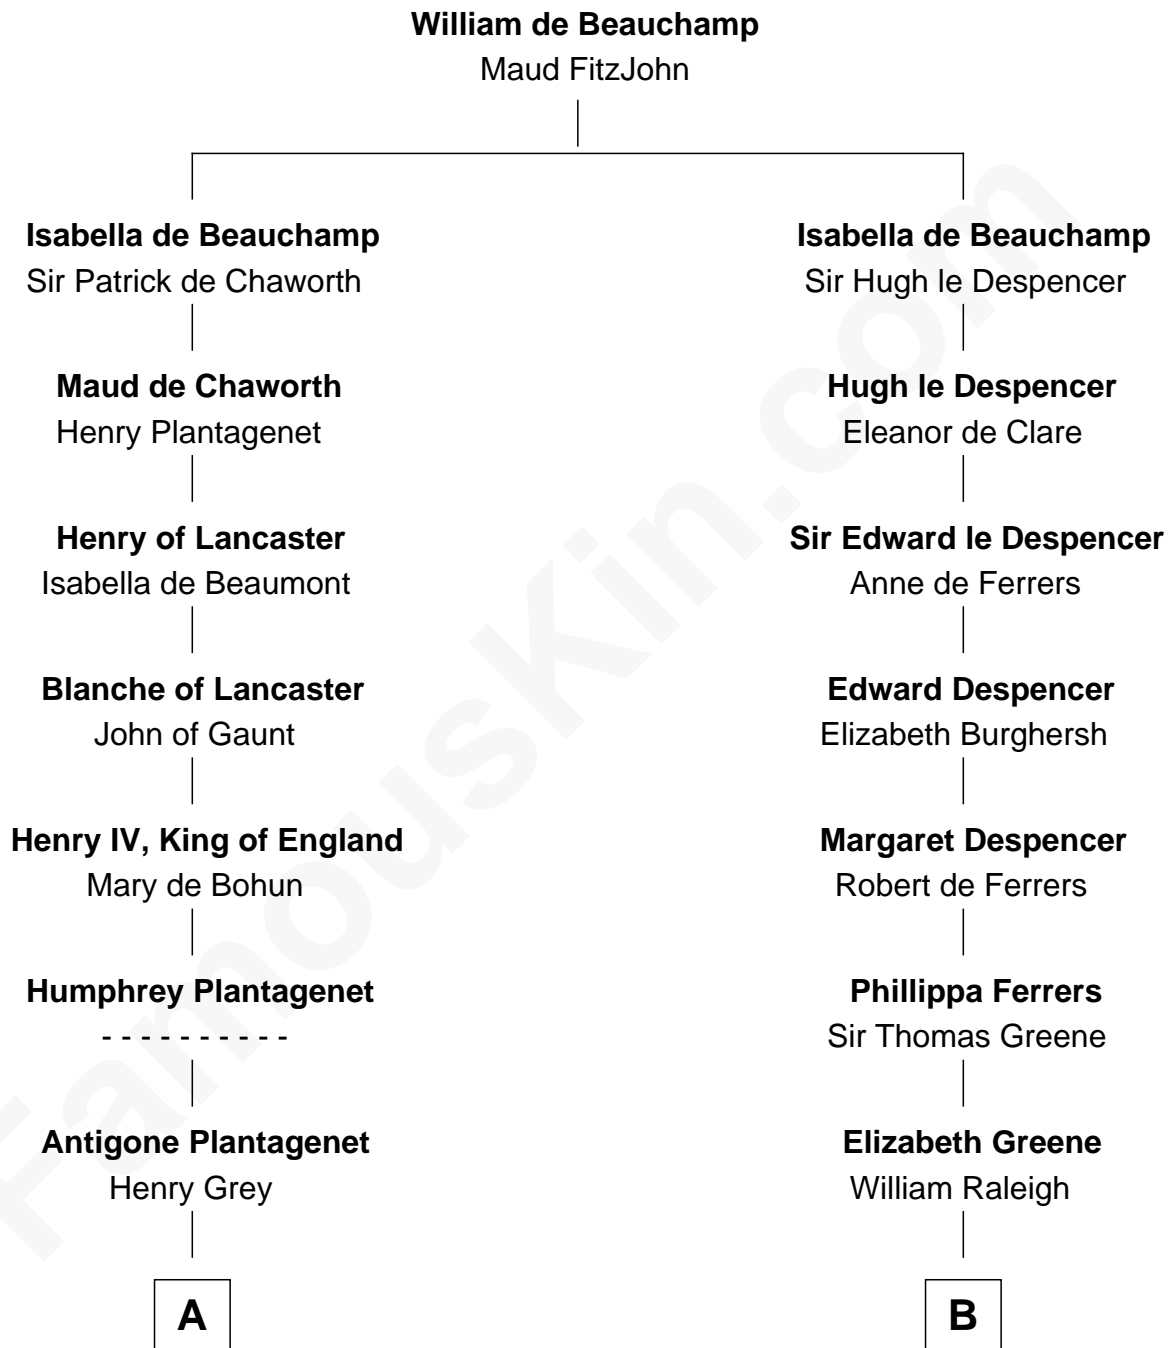 William de Beauchamp
Maud FitzJohn
Isabella de Beauchamp
Sir Patrick de Chaworth
Maud de Chaworth
Henry Plantagenet
Henry of Lancaster
Isabella de Beaumont
Blanche of Lancaster
John of Gaunt
Henry IV, King of England
Mary de Bohun
Humphrey Plantagenet
- - - - - - - - - -
Antigone Plantagenet
Henry Grey
A
Isabella de Beauchamp
Sir Hugh le Despencer
Hugh le Despencer
Eleanor de Clare
Sir Edward le Despencer
Anne de Ferrers
Edward Despencer
Elizabeth Burghersh
Margaret Despencer
Robert de Ferrers
Phillippa Ferrers
Sir Thomas Greene
Elizabeth Greene
William Raleigh
B
FamousKin.com